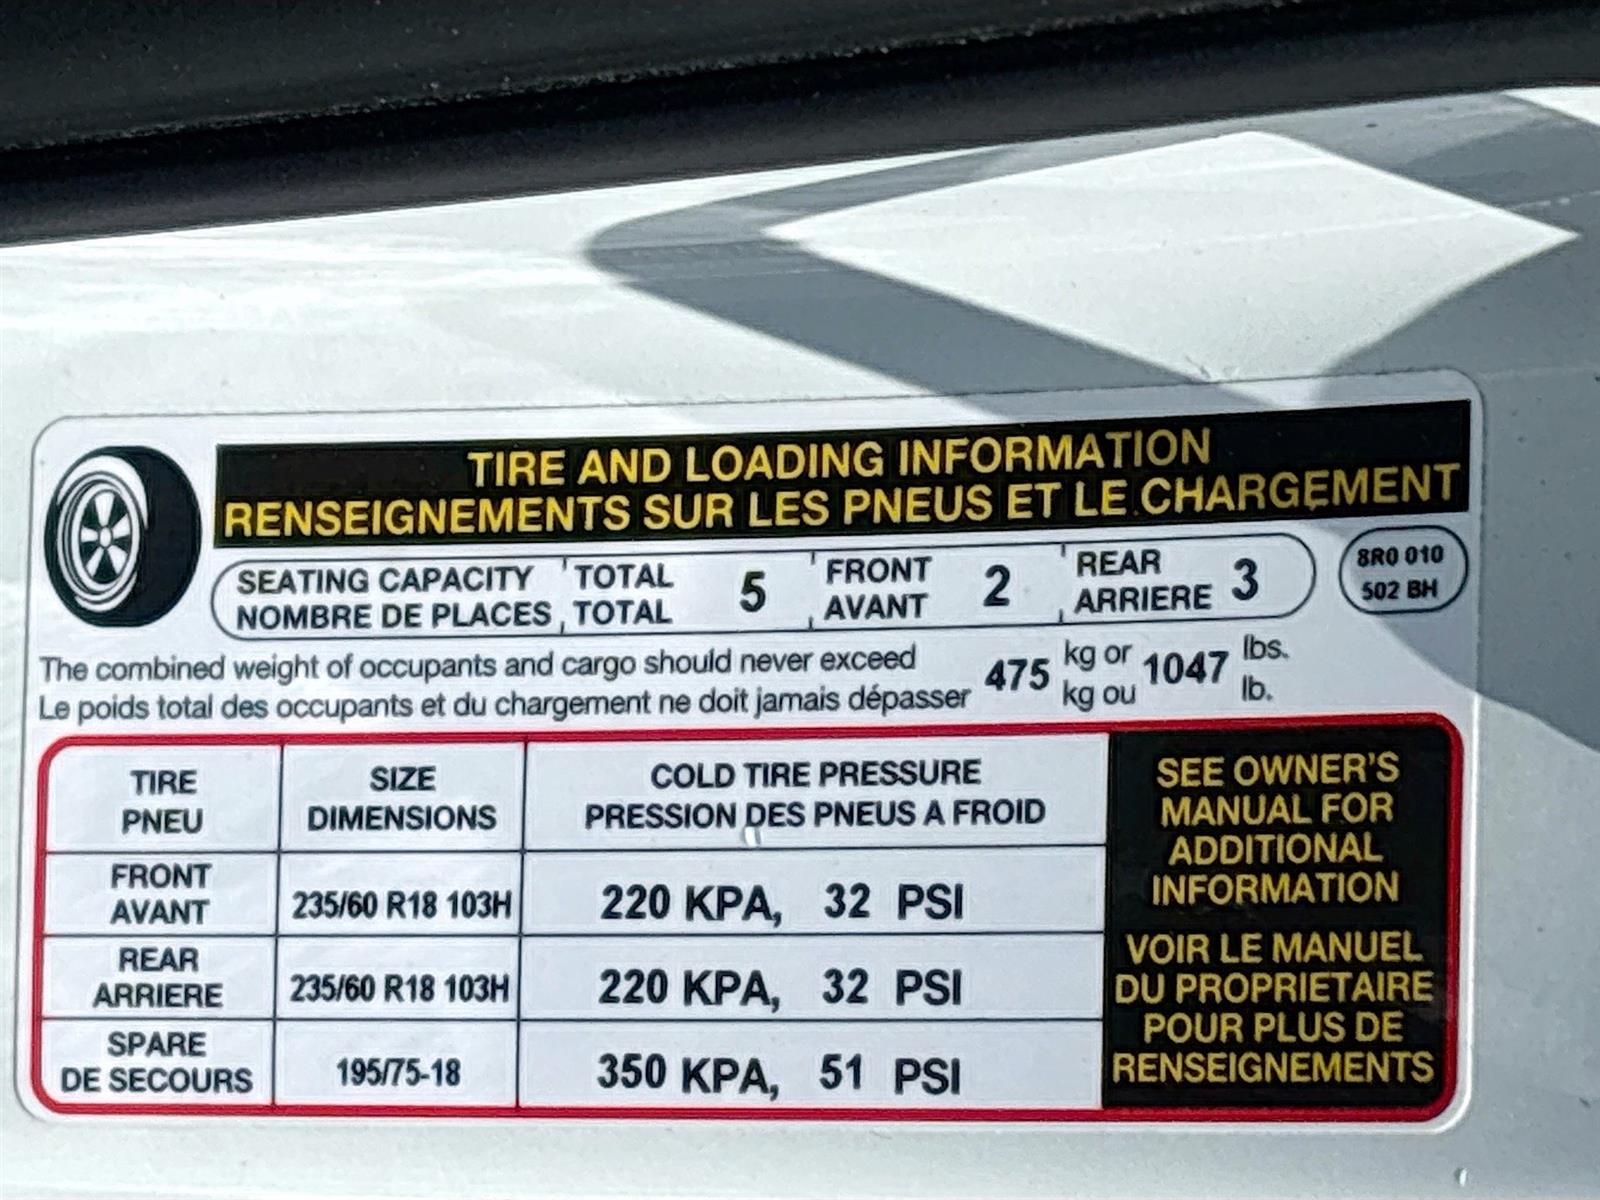 TIRE AND LOADING INFORMATION
RENSEIGNEMENTS SUR LES PNEUS ET LE CHARGEMENT
SEATING CAPACITY TOTAL 5 FRONT 2 REAR 3
NOMBRE DE PLACES TOTAL AVANT ARRIERE
8R0 010
502 BH
The combined weight of occupants and cargo should never exceed 475 kg or 1047 lbs.
Le poids total des occupants et du chargement ne doit jamais dépasser kg ou lb.
TIRE SIZE COLD TIRE PRESSURE
PNEU DIMENSIONS PRESSION DES PNEUS A FROID
FRONT
AVANT 235/60 R18 103H 220 KPA, 32 PSI
REAR
ARRIERE 235/60 R18 103H 220 KPA, 32 PSI
SPARE
DE SECOURS 195/75-18 350 KPA, 51 PSI
SEE OWNER'S
MANUAL FOR
ADDITIONAL
INFORMATION
VOIR LE MANUEL
DU PROPRIETAIRE
POUR PLUS DE
RENSEIGNEMENTS